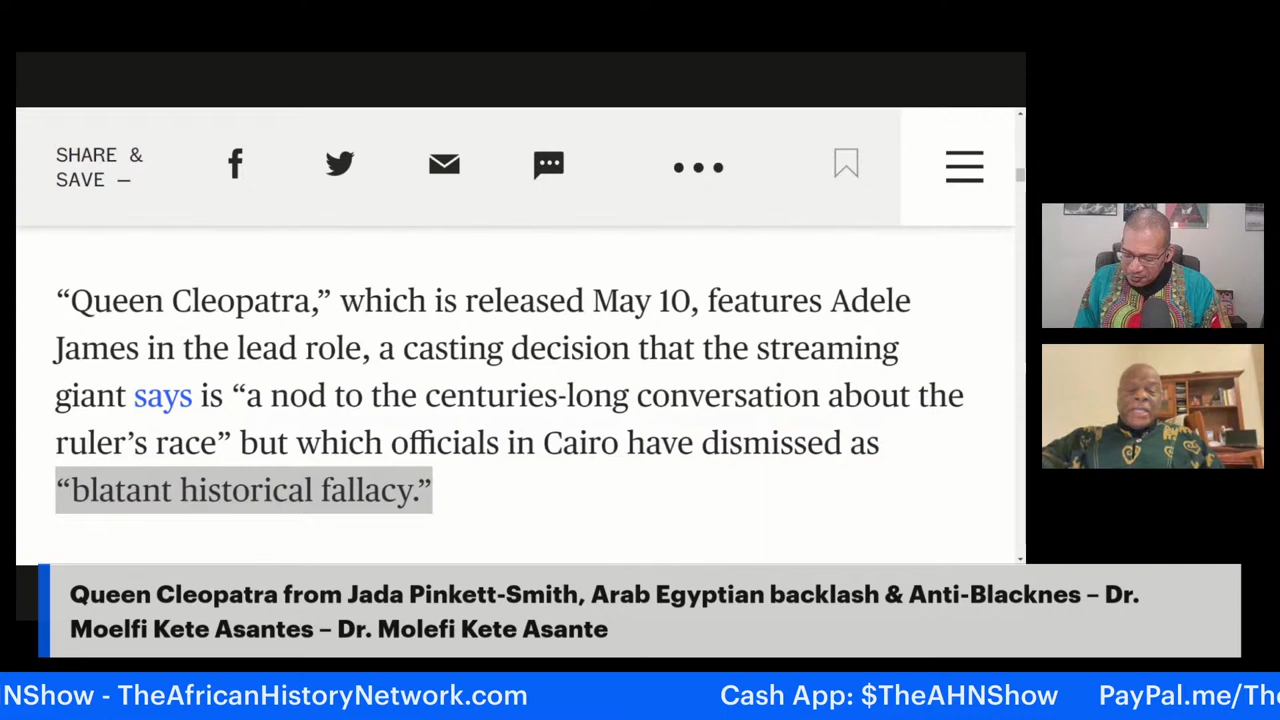 SHARE &
SAVE —
“Queen Cleopatra,” which is released May 10, features Adele
James in the lead role, a casting decision that the streaming
giant says is “a nod to the centuries-long conversation about the
ruler’s race” but which officials in Cairo have dismissed as
“blatant historical fallacy.”
Queen Cleopatra from Jada Pinkett-Smith, Arab Egyptian backlash & Anti-Blacknes – Dr.
Moelfi Kete Asantes – Dr. Molefi Kete Asante
NShow - TheAfricanHistoryNetwork.com Cash App: $TheAHNShow PayPal.me/The